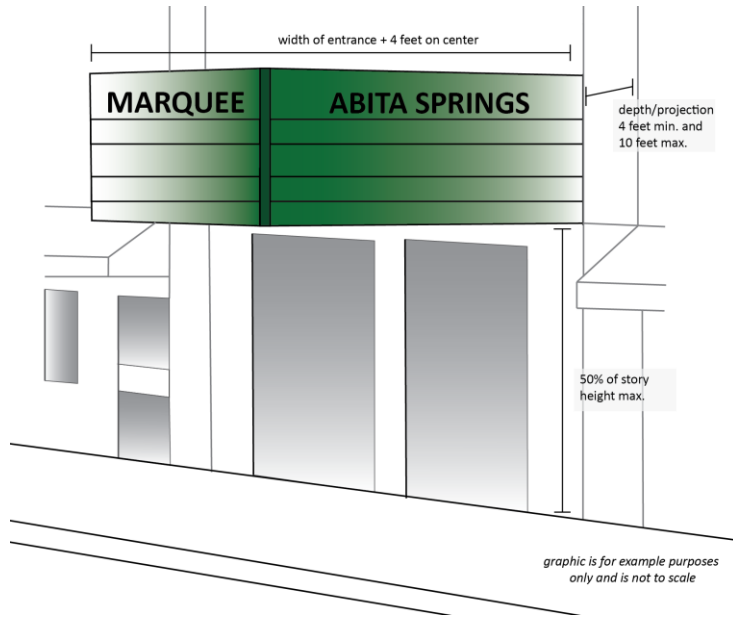 width of entrance + 4 feet on center
MARQUEE
ABITA SPRINGS
depth/projection
4 feet min. and
10 feet max.
50% of story
height max.
graphic is for example purposes
only and is not to scale